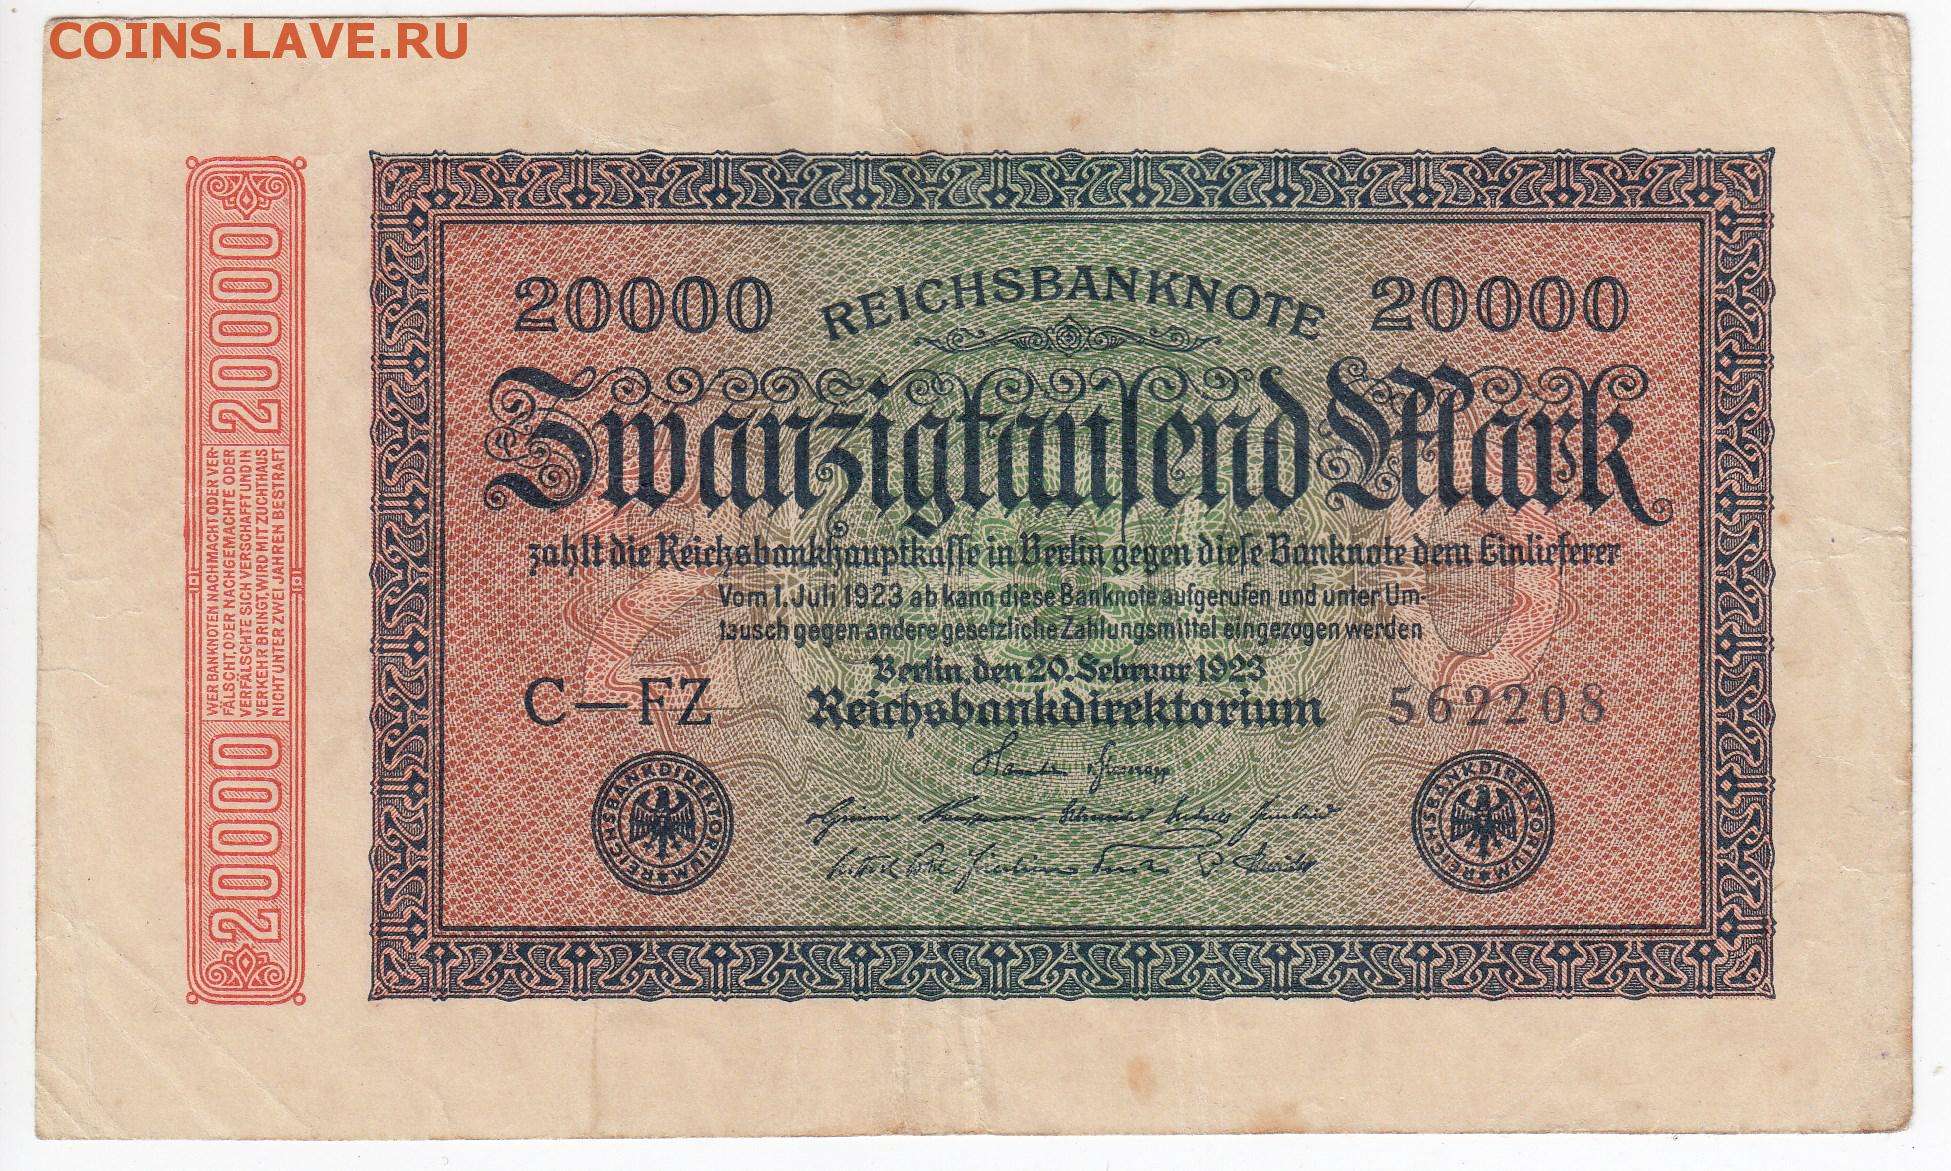 COINS.LAVE.RU
20000
WER BANKNOTEN NACHMACHT ODER VER-
FÄLSCHT, ODER NACHGEMACHTE ODER
VERFÄLSCHTE SICH VERSCHAFFT UND IN
VERKEHR BRINGT, WIRD MIT ZUCHTHAUS
NICHT UNTER ZWEI JAHREN BESTRAFT
20000
20000 REICHSBANKNOTE 20000
Zwanzigtausend Mark
zahlt die Reichsbankhauptkasse in Berlin gegen diese Banknote dem Einlieferer
Vom 1. Juli 1923 ab kann diese Banknote aufgerufen und unter Um-
tausch gegen andere gesetzliche Zahlungsmittel eingezogen werden
Berlin, den 20. Februar 1923
C—FZ Reichsbankdirektorium 562208
REICHSBANKDIREKTORIUM
REICHSBANKDIREKTORIUM